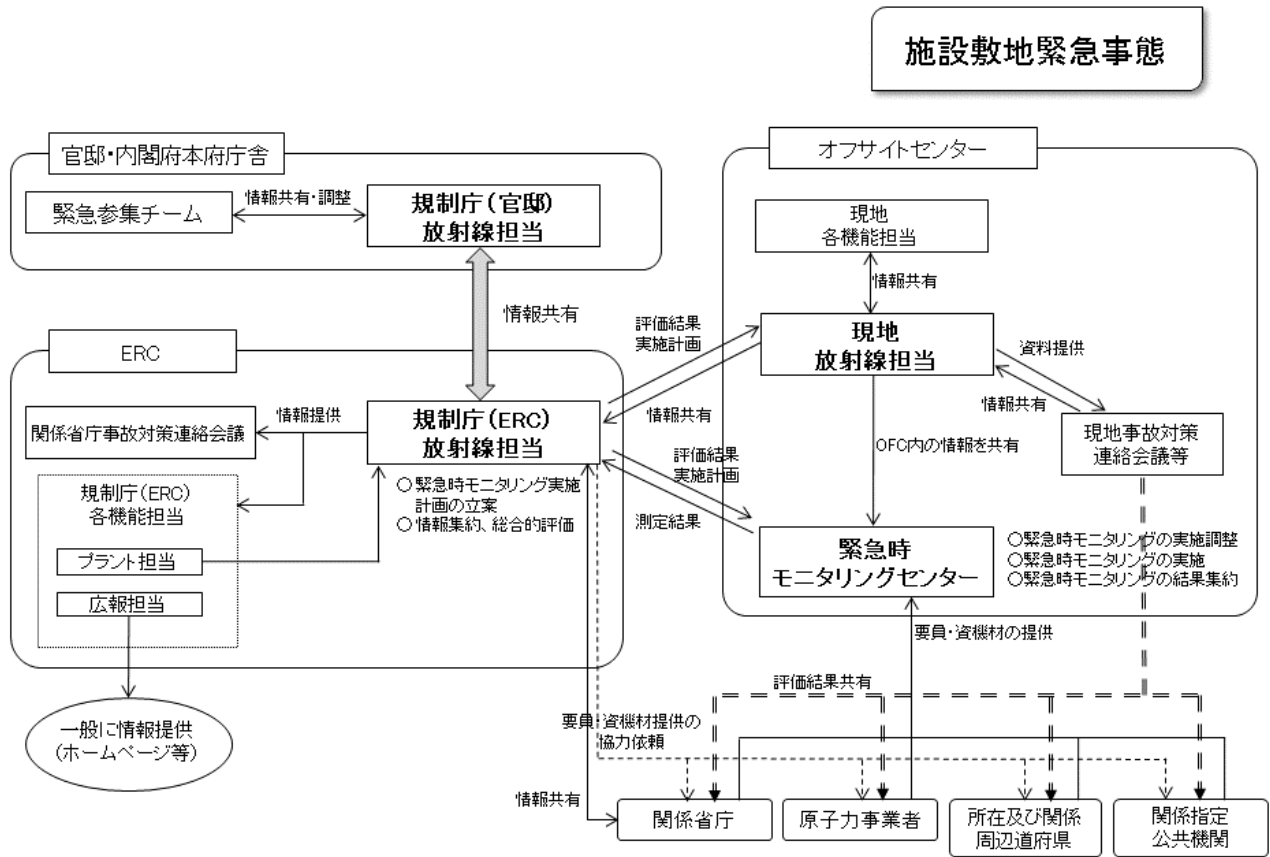 施設敷地緊急事態
官邸・内閣府本府庁舎
緊急参集チーム
情報共有・調整
規制庁(官邸)
放射線担当
情報共有
ERC
関係省庁事故対策連絡会議
情報提供
規制庁(ERC)
放射線担当
○緊急時モニタリング実施
計画の立案
○情報集約、総合的評価
規制庁(ERC)
各機能担当
プラント担当
広報担当
一般に情報提供
(ホームページ等)
評価結果
実施計画
情報共有
評価結果
実施計画
測定結果
オフサイトセンター
現地
各機能担当
情報共有
現地
放射線担当
資料提供
情報共有
現地事故対策
連絡会議等
OFC内の情報を共有
緊急時
モニタリングセンター
○緊急時モニタリングの実施調整
○緊急時モニタリングの実施
○緊急時モニタリングの結果集約
要員・資機材の提供
評価結果共有
要員・資機材提供の
協力依頼
情報共有
関係省庁
原子力事業者
所在及び関係
周辺道府県
関係指定
公共機関